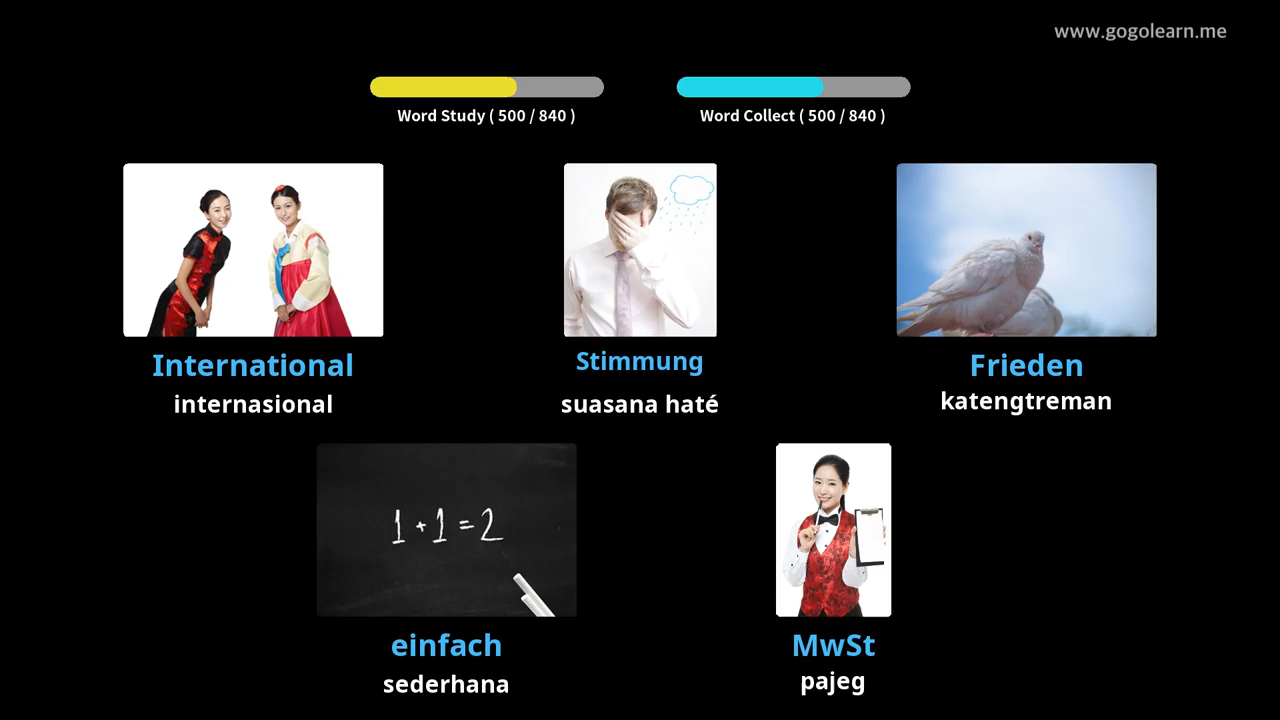 www.gogolearn.me
Word Study ( 500 / 840 )
Word Collect ( 500 / 840 )
International
internasional
Stimmung
suasana haté
Frieden
katengtreman
1 + 1 = 2
einfach
sederhana
MwSt
pajeg